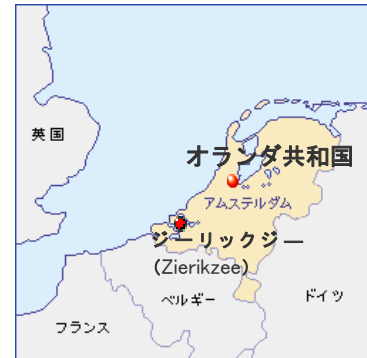 英国
オランダ共和国
アムステルダム
ジーリックジー
(Zierikzee)
ベルギー
ドイツ
フランス